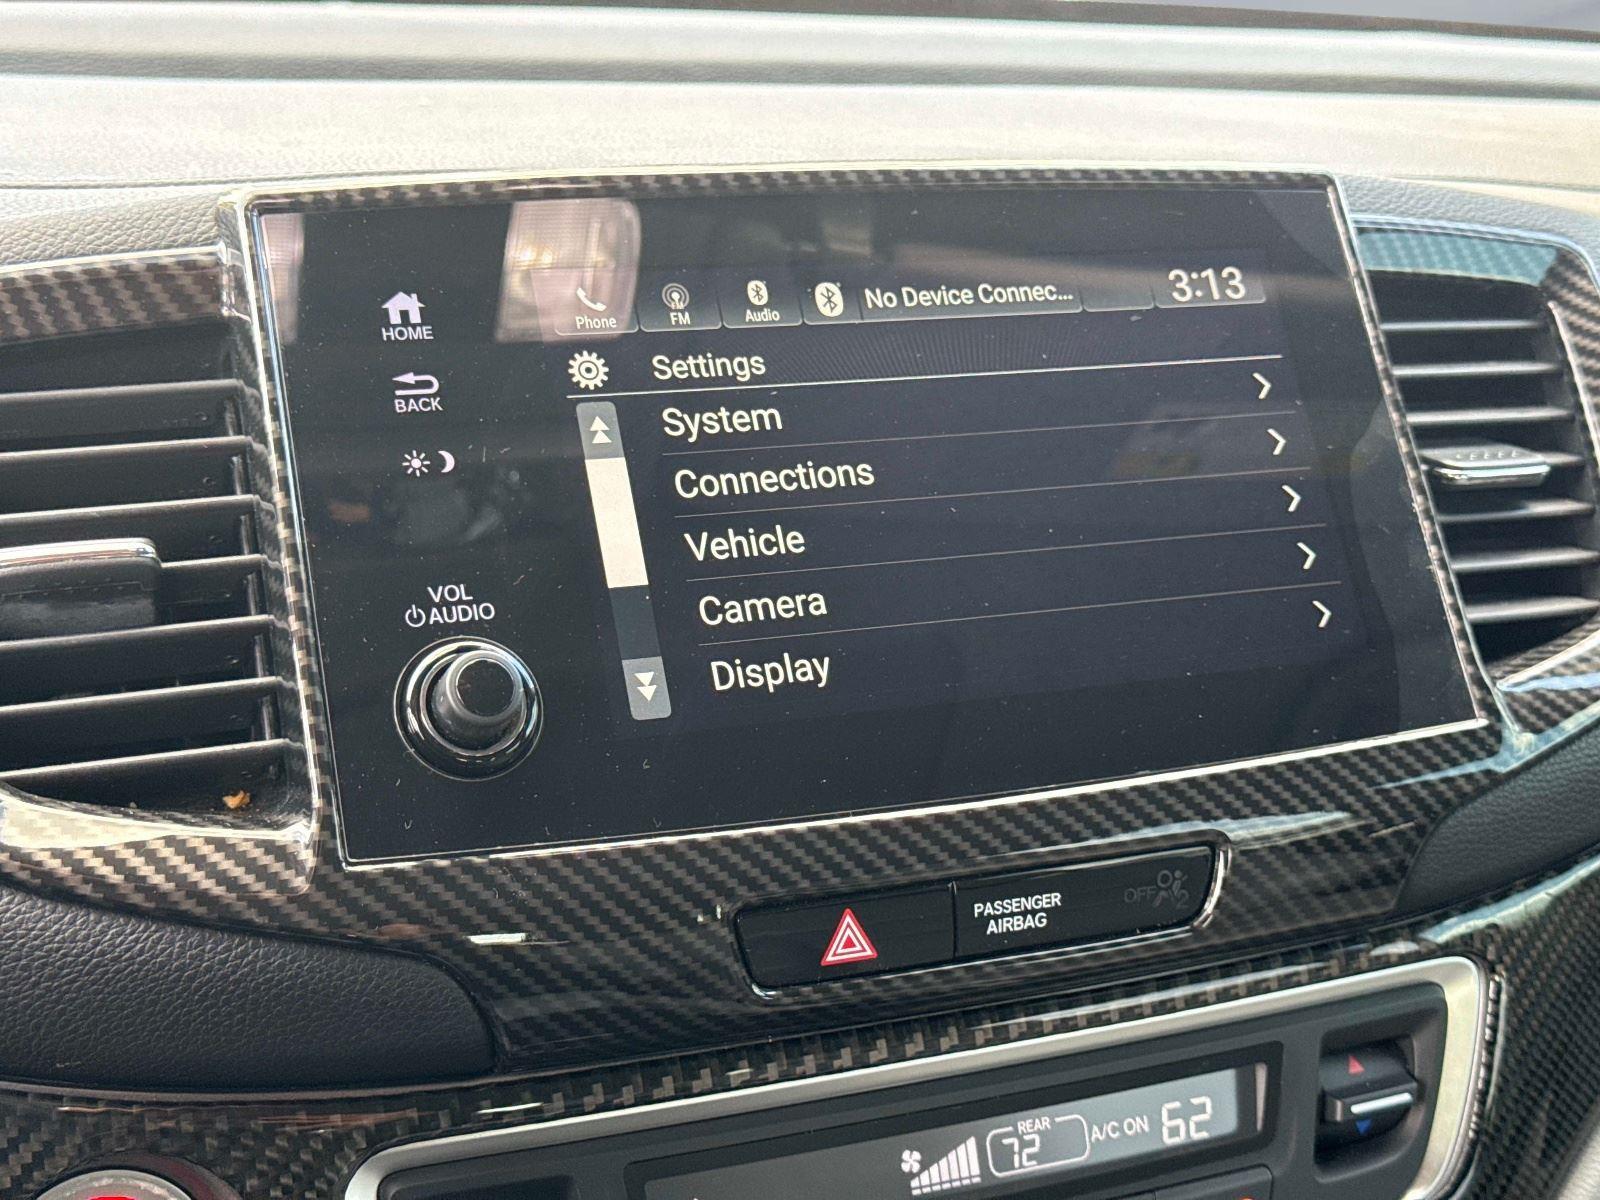 HOME
BACK
VOL
AUDIO
Phone
FM
Audio
No Device Connec...
3:13
Settings
System
Connections
Vehicle
Camera
Display
PASSENGER
AIRBAG
OFF
2
REAR
72
A/C ON
62